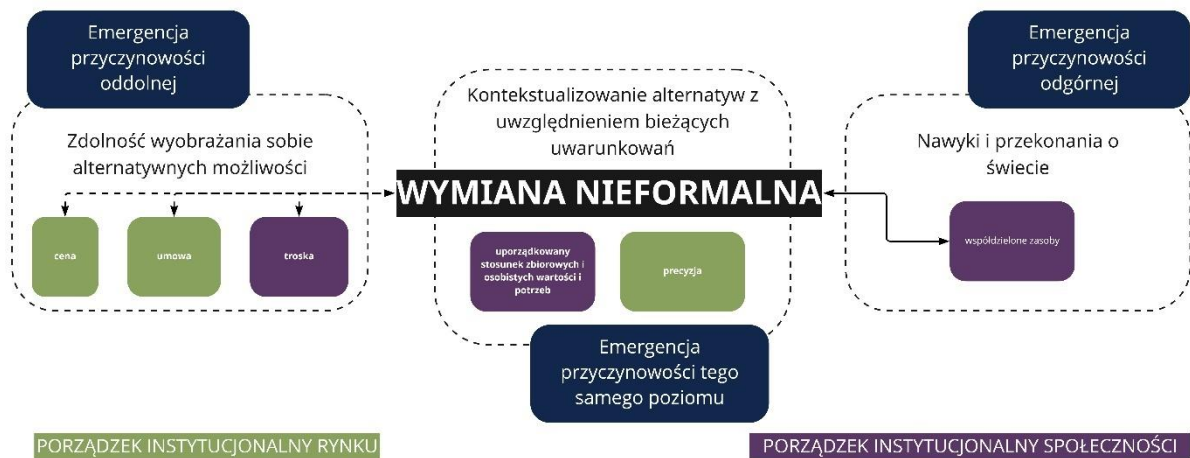 Emergencja
przyczynowości
oddolnej
Zdolność wyobrażania sobie
alternatywnych możliwości
cena
umowa
troska
Kontekstualizowanie alternatyw z
uwzględnieniem bieżących
uwarunkowań
WYMIANA NIEFORMALNA
uporządkowany
stosunek zbiorowych i
osobistych wartości i
potrzeb
precyzja
Emergencja
przyczynowości tego
samego poziomu
Emergencja
przyczynowości
odgórnej
Nawyki i przekonania o
świecie
współdzielone zasoby
PORZĄDZEK INSTYTUCJONALNY RYNKU
PORZĄDZEK INSTYTUCJONALNY SPOŁECZNOŚCI